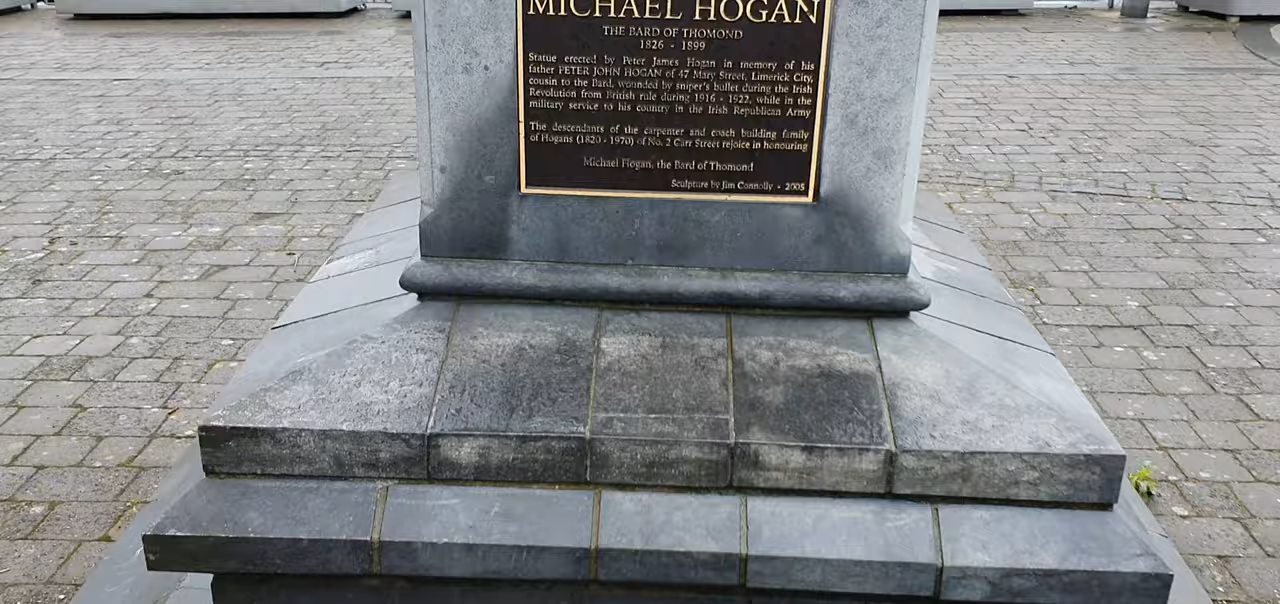 MICHAEL HOGAN
THE BARD OF THOMOND
1826 - 1899
Statue erected by Peter James Hogan in memory of his
father PETER JOHN HOGAN of 47 Mary Street, Limerick City,
cousin to the Bard, wounded by sniper's bullet during the Irish
Revolution from British rule during 1916 - 1922, while in the
military service to his country in the Irish Republican Army
The descendants of the carpenter and coach building family
of Hogans (1820 - 1970) of No. 2 Carr Street rejoice in honouring
Michael Hogan, the Bard of Thomond
Sculpture by Jim Connolly - 2005